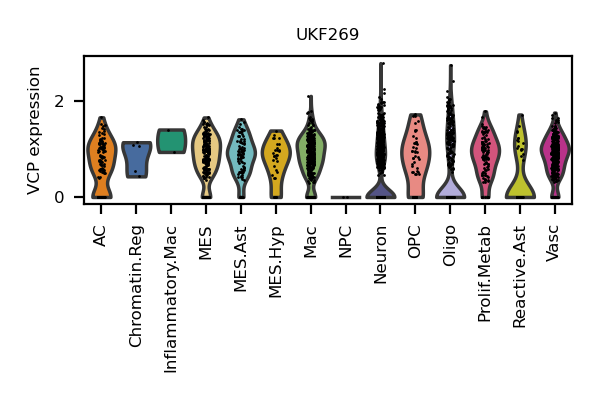 UKF269
VCP expression
2
0
AC
Chromatin.Reg
Inflammatory.Mac
MES
MES.Ast
MES.Hyp
Mac
NPC
Neuron
OPC
Oligo
Prolif.Metab
Reactive.Ast
Vasc